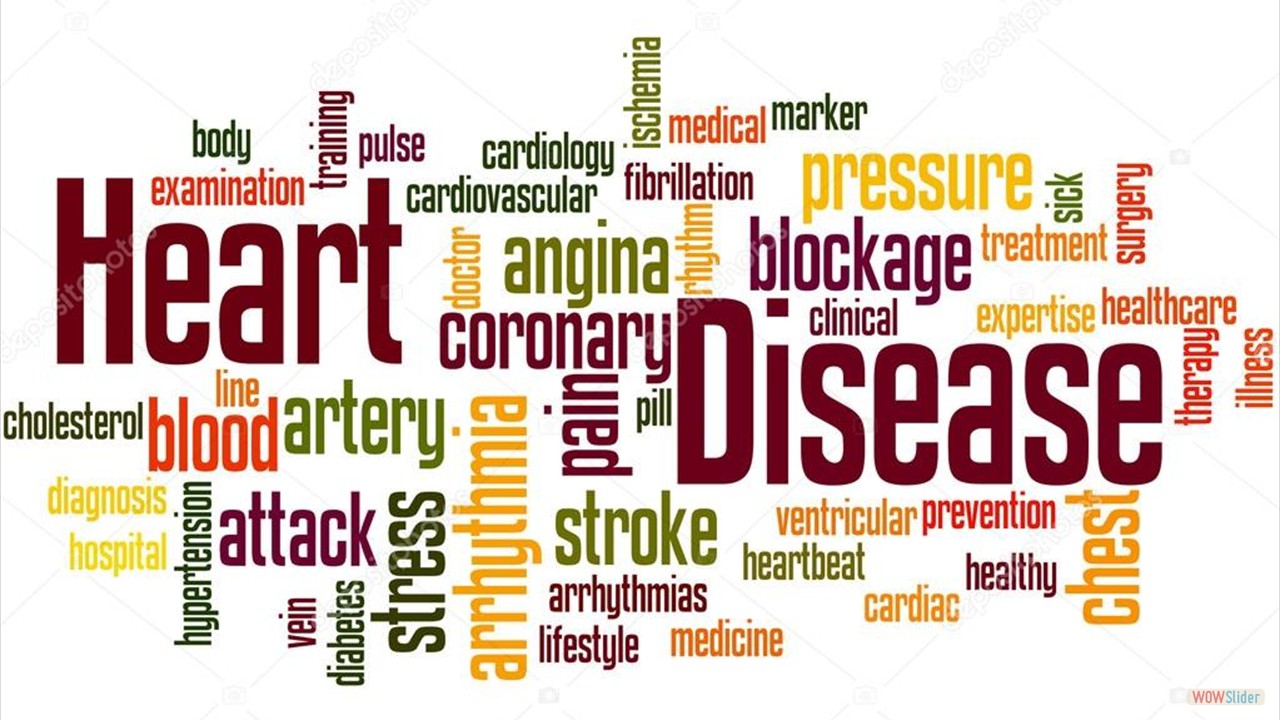 ischemia
marker
medical
body
training
pulse
cardiology
examination
cardiovascular
fibrillation
pressure
sick
surgery
Heart
doctor
angina
rhythm
blockage
treatment
coronary
clinical
expertise
healthcare
Disease
therapy
illness
line
cholesterol
blood
artery
pain
pill
arrhythmia
diagnosis
hospital
hypertension
attack
stress
stroke
ventricular
prevention
chest
heartbeat
healthy
vein
diabetes
arrhythmias
cardiac
lifestyle
medicine
depositphotos
WOWSlider